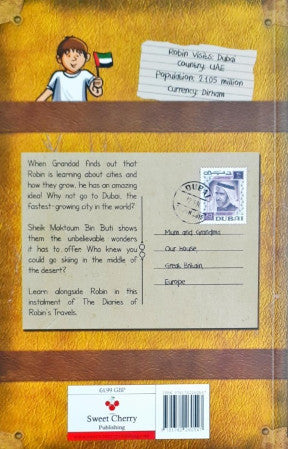 Robin visits: Dubai
Country: UAE
Population: 2.105 million
Currency: Dirham
When Grandad finds out that
Robin is learning about cities and
how they grow, he has an amazing
idea! Why not go to Dubai, the
fastest-growing city in the world?
Sheik Maktoum Bin Buti shows
them the unbelievable wonders
it has to offer. Who knew you
could go skiing in the middle of
the desert?
Learn alongside Robin in this
instalment of The Diaries of
Robin's Travels.
DUBAI
Mum and Grandma
Our house
Great Britain
Europe
£6.99 GBP
Sweet Cherry
Publishing